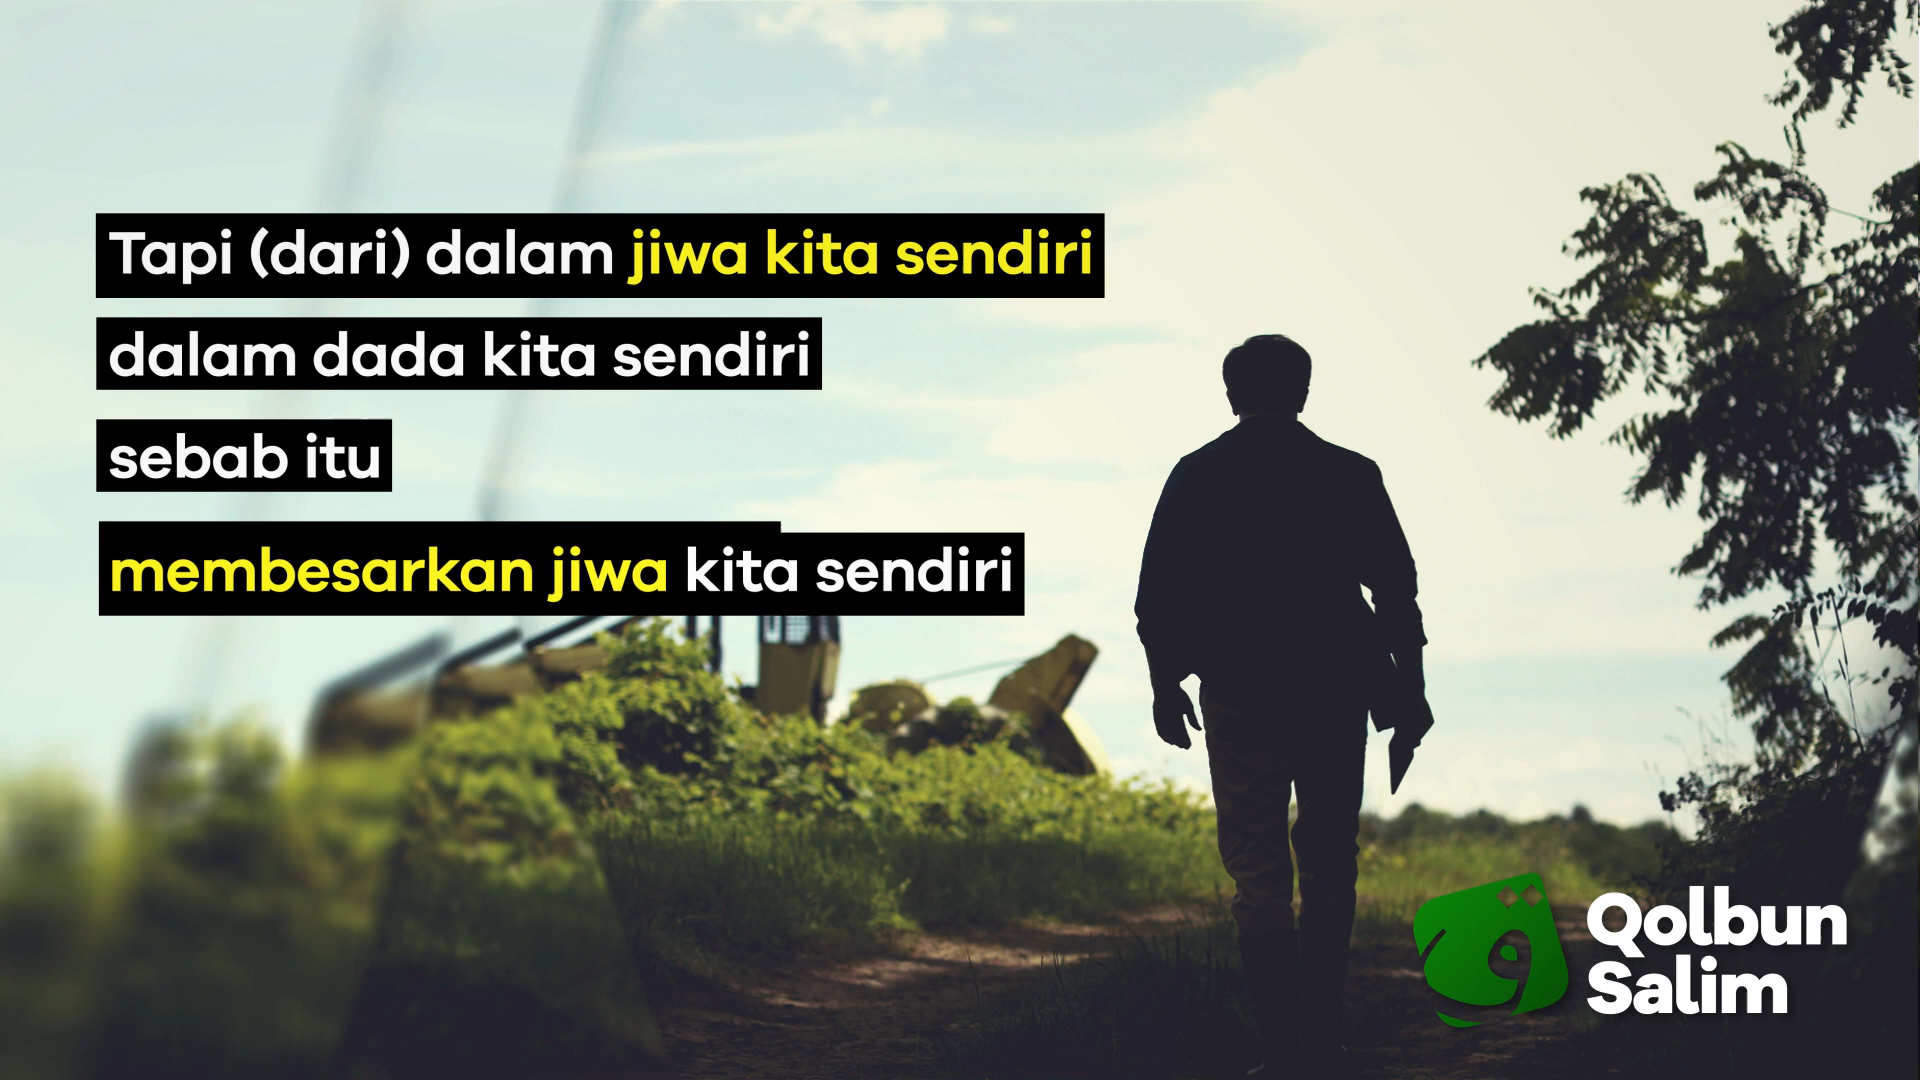 Tapi (dari) dalam jiwa kita sendiri
dalam dada kita sendiri
sebab itu
membesarkan jiwa kita sendiri
Qolbun
Salim